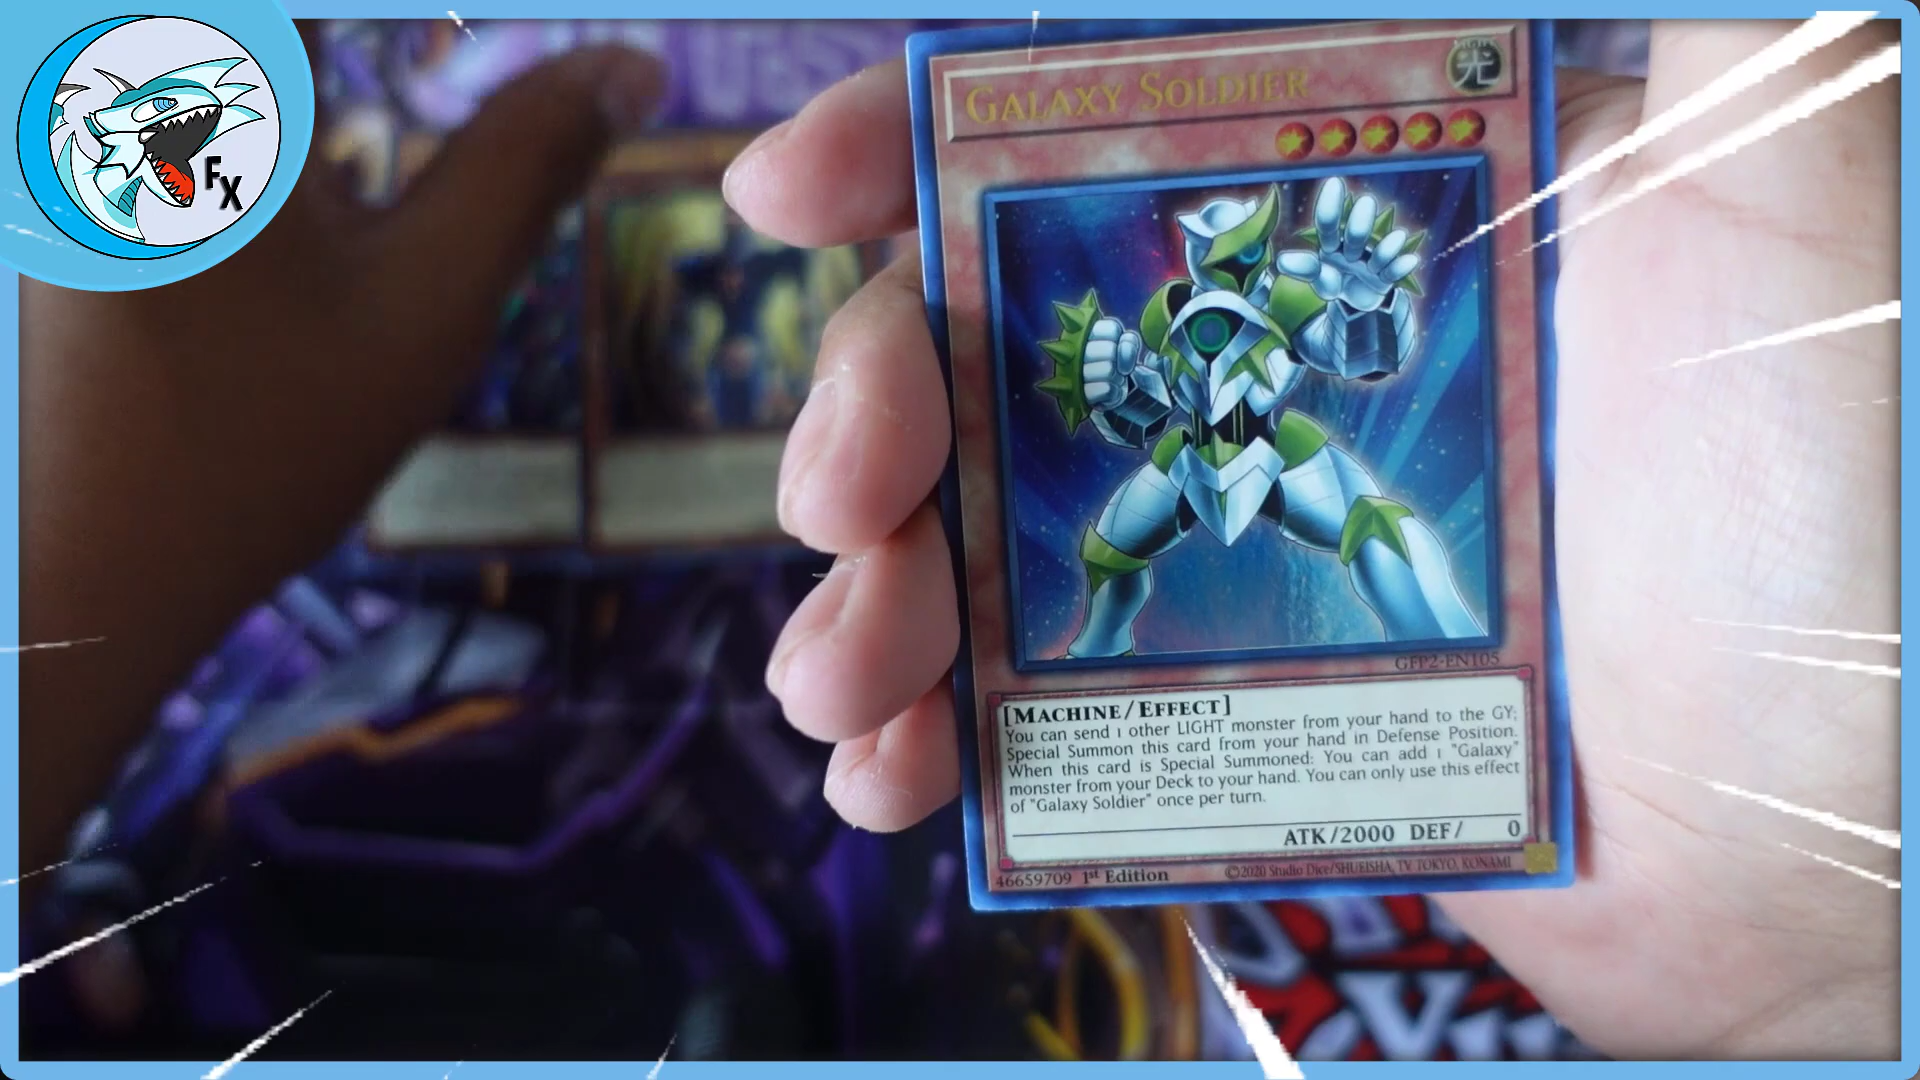 F
X
GALAXY SOLDIER
LIGHT
光
GFP2-EN105
[MACHINE/EFFECT]
You can send 1 other LIGHT monster from your hand to the GY;
Special Summon this card from your hand in Defense Position.
When this card is Special Summoned: You can add 1 "Galaxy"
monster from your Deck to your hand. You can only use this effect
of "Galaxy Soldier" once per turn.
ATK/2000 DEF/ 0
46659709 1st Edition
©2020 Studio Dice/SHUEISHA, TV TOKYO, KONAMI